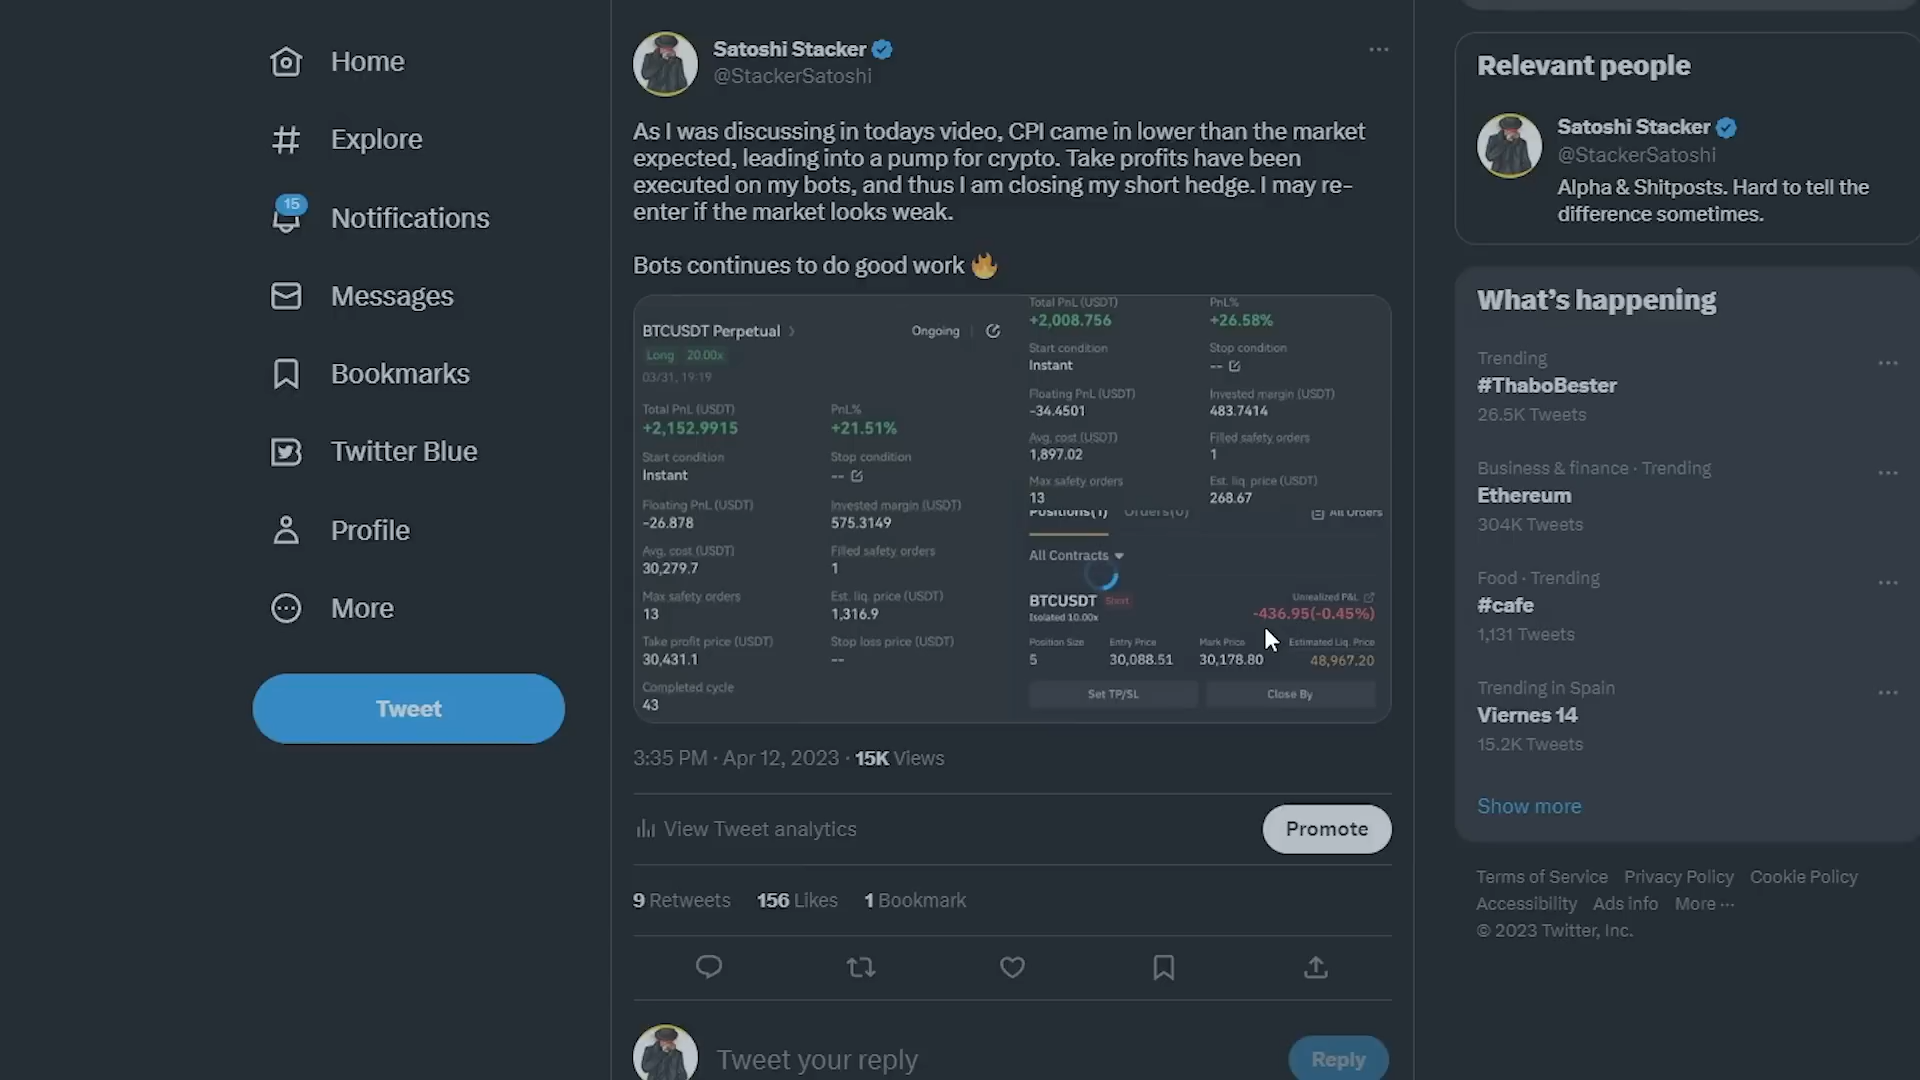 Home
Explore
15
Notifications
Messages
Bookmarks
Twitter Blue
Profile
More
Tweet
Satoshi Stacker
@StackerSatoshi
As I was discussing in todays video, CPI came in lower than the market
expected, leading into a pump for crypto. Take profits have been
executed on my bots, and thus I am closing my short hedge. I may re-
enter if the market looks weak.
Bots continues to do good work 🔥
BTCUSDT Perpetual > Ongoing
Long 20.00x
03/31, 19:19
Total PnL (USDT) PnL%
+2,152.9915 +21.51%
Start condition Stop condition
Instant --
Floating PnL (USDT) Invested margin (USDT)
-26.878 575.3149
Avg. cost (USDT) Filled safety orders
30,279.7 1
Max safety orders Est. liq. price (USDT)
13 1,316.9
Take profit price (USDT) Stop loss price (USDT)
30,431.1 --
Completed cycle
43
Total PnL (USDT) PnL%
+2,008.756 +26.58%
Start condition Stop condition
Instant --
Floating PnL (USDT) Invested margin (USDT)
-34.4501 483.7414
Avg. cost (USDT) Filled safety orders
1,897.02 1
Max safety orders Est. liq. price (USDT)
13 268.67
Positions(1) Orders(0) All Orders
All Contracts
BTCUSDT Short Unrealized P&L
Isolated 10.00x -436.95(-0.45%)
Position Size Entry Price Mark Price Estimated Liq. Price
5 30,088.51 30,178.80 48,967.20
Set TP/SL Close By
3:35 PM · Apr 12, 2023 · 15K Views
View Tweet analytics
Promote
9 Retweets 156 Likes 1 Bookmark
Tweet your reply
Reply
Relevant people
Satoshi Stacker
@StackerSatoshi
Alpha & Shitposts. Hard to tell the
difference sometimes.
What's happening
Trending
#ThaboBester
26.5K Tweets
Business & finance · Trending
Ethereum
304K Tweets
Food · Trending
#cafe
1,131 Tweets
Trending in Spain
Viernes 14
15.2K Tweets
Show more
Terms of Service Privacy Policy Cookie Policy
Accessibility Ads info More ···
© 2023 Twitter, Inc.